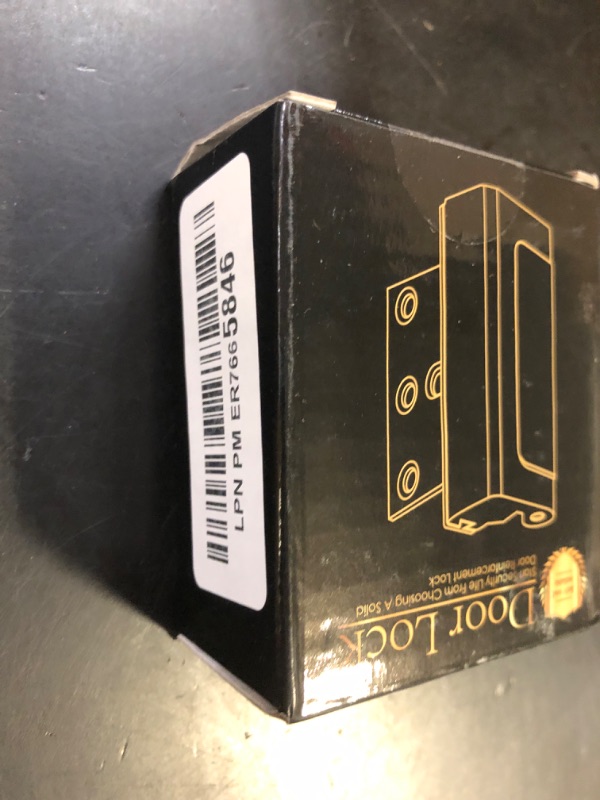 LPN PM ER7665846
Door Lock
Start Security Life From Choosing A Solid
Door Reinforcement Lock